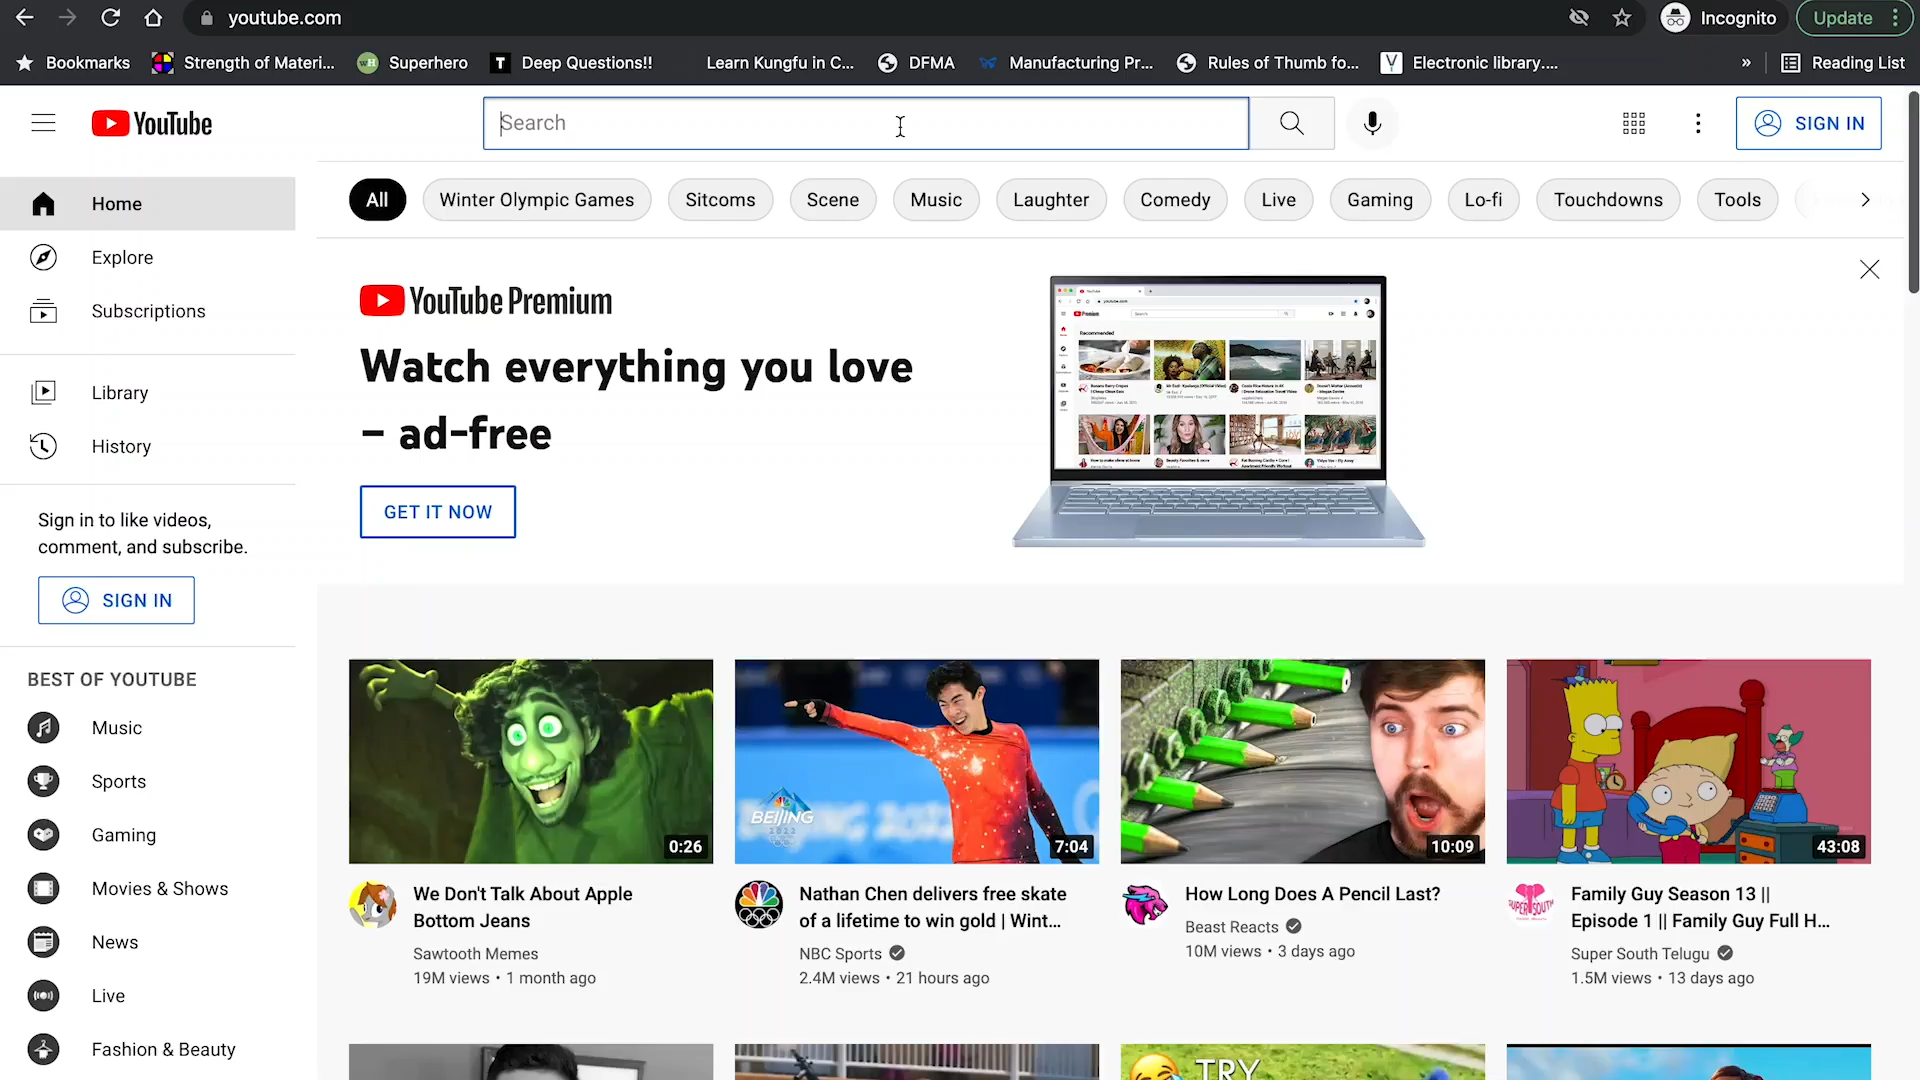 youtube.com
Incognito
Update
Bookmarks
Strength of Materi...
Superhero
Deep Questions!!
Learn Kungfu in C...
DFMA
Manufacturing Pr...
Rules of Thumb fo...
Electronic library....
»
Reading List
YouTube
Search
SIGN IN
Home
Explore
Subscriptions
Library
History
Sign in to like videos,
comment, and subscribe.
SIGN IN
BEST OF YOUTUBE
Music
Sports
Gaming
Movies & Shows
News
Live
Fashion & Beauty
All
Winter Olympic Games
Sitcoms
Scene
Music
Laughter
Comedy
Live
Gaming
Lo-fi
Touchdowns
Tools
YouTube Premium
Watch everything you love
– ad-free
GET IT NOW
Premium
Recommended
0:26
We Don't Talk About Apple
Bottom Jeans
Sawtooth Memes
19M views • 1 month ago
BEIJING
2022
7:04
Nathan Chen delivers free skate
of a lifetime to win gold | Wint...
NBC Sports
2.4M views • 21 hours ago
10:09
How Long Does A Pencil Last?
Beast Reacts
10M views • 3 days ago
43:08
SUPER SOUTH
Family Guy Season 13 ||
Episode 1 || Family Guy Full H...
Super South Telugu
1.5M views • 13 days ago
TRY